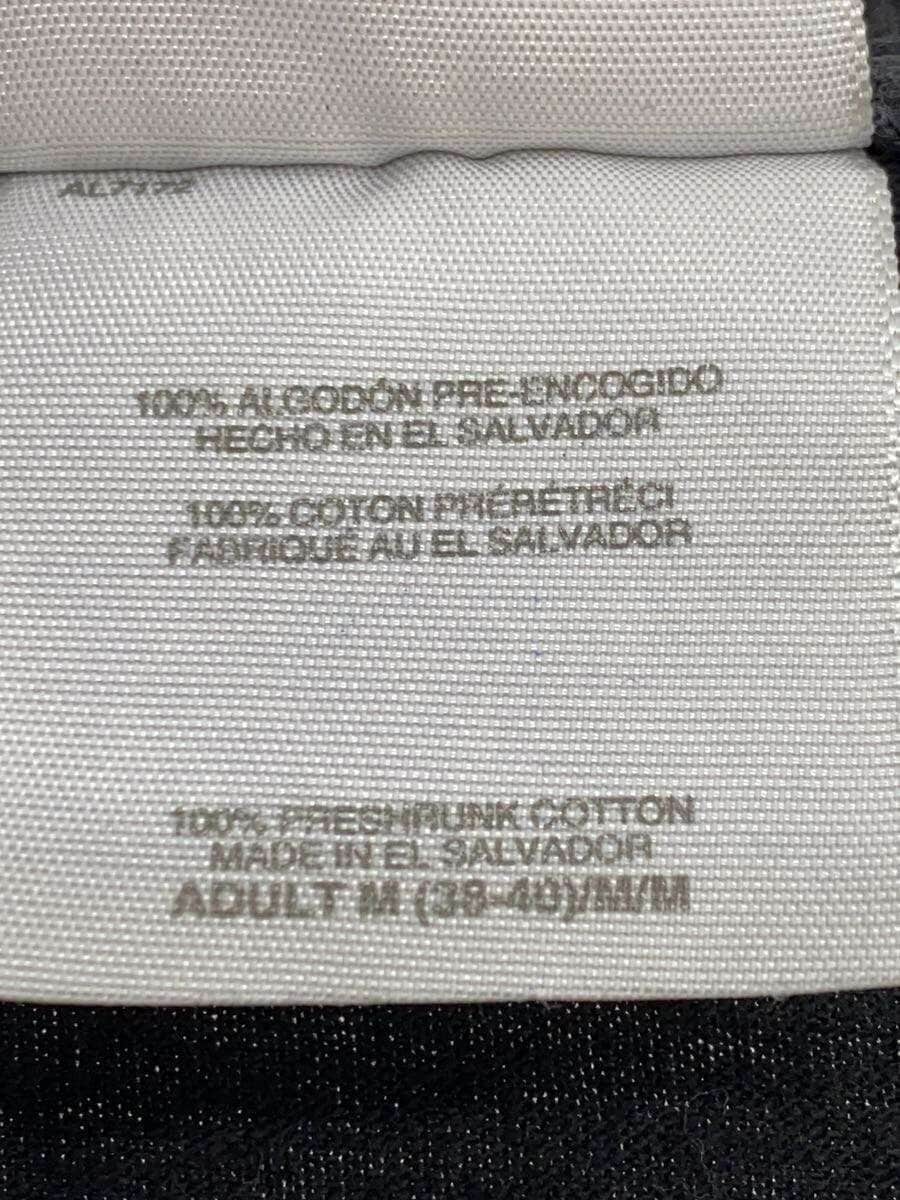 AL7172
100% ALGODÓN PRE-ENCOGIDO
HECHO EN EL SALVADOR
100% COTON PRÉRÉTRÉCI
FABRIQUÉ AU EL SALVADOR
100% PRESHRUNK COTTON
MADE IN EL SALVADOR
ADULT M (38-40)/M/M